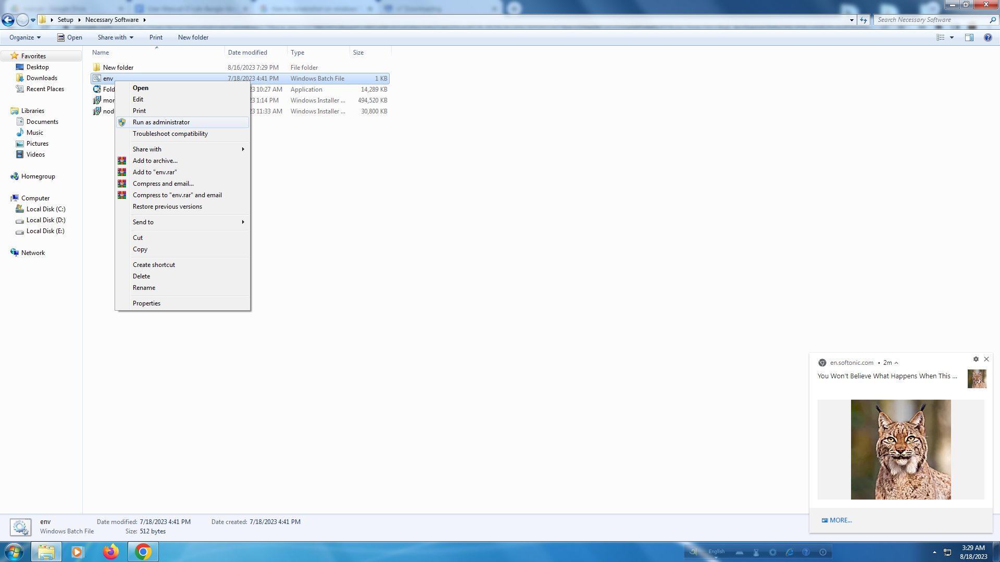 Setup Necessary Software
Search Necessary Software
Organize Open Share with Print New folder
Name Date modified Type Size
Favorites
Desktop
Downloads
Recent Places
Libraries
Documents
Music
Pictures
Videos
Homegroup
Computer
Local Disk (C:)
Local Disk (D:)
Local Disk (E:)
Network
New folder 8/16/2023 7:29 PM File folder
env 7/18/2023 4:41 PM Windows Batch File 1 KB
Fold 23 10:27 AM Application 14,289 KB
23 1:14 PM Windows Installer ... 494,520 KB
nod 23 11:33 AM Windows Installer ... 30,800 KB
Open
Edit
Print
Run as administrator
Troubleshoot compatibility
Share with
Add to archive...
Add to "env.rar"
Compress and email...
Compress to "env.rar" and email
Restore previous versions
Send to
Cut
Copy
Create shortcut
Delete
Rename
Properties
en.softonic.com • 2m
You Won't Believe What Happens When This ...
MORE...
env Date modified: 7/18/2023 4:41 PM Date created: 7/18/2023 4:41 PM
Windows Batch File Size: 512 bytes
English
3:29 AM
8/18/2023